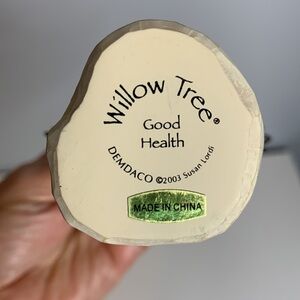 Willow Tree®
Good
Health
DEMDACO ©2003 Susan Lordi
MADE IN CHINA